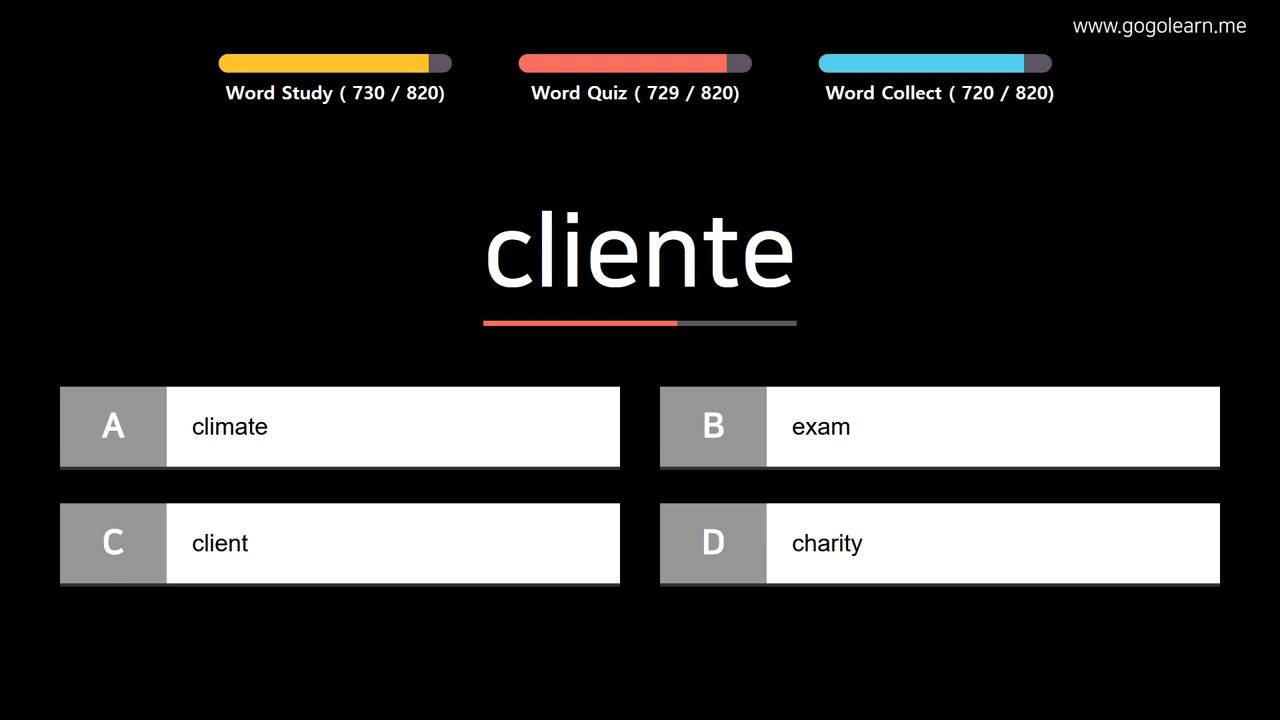 www.gogolearn.me
Word Study ( 730 / 820)
Word Quiz ( 729 / 820)
Word Collect ( 720 / 820)
cliente
A
climate
B
exam
C
client
D
charity